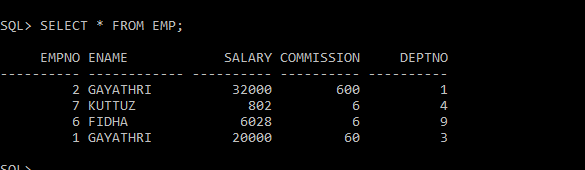 SQL> SELECT * FROM EMP;
EMPNO ENAME SALARY COMMISSION DEPTNO
---------- ------------ ---------- ---------- ----------
2 GAYATHRI 32000 600 1
7 KUTTUZ 802 6 4
6 FIDHA 6028 6 9
1 GAYATHRI 20000 60 3
SQL>